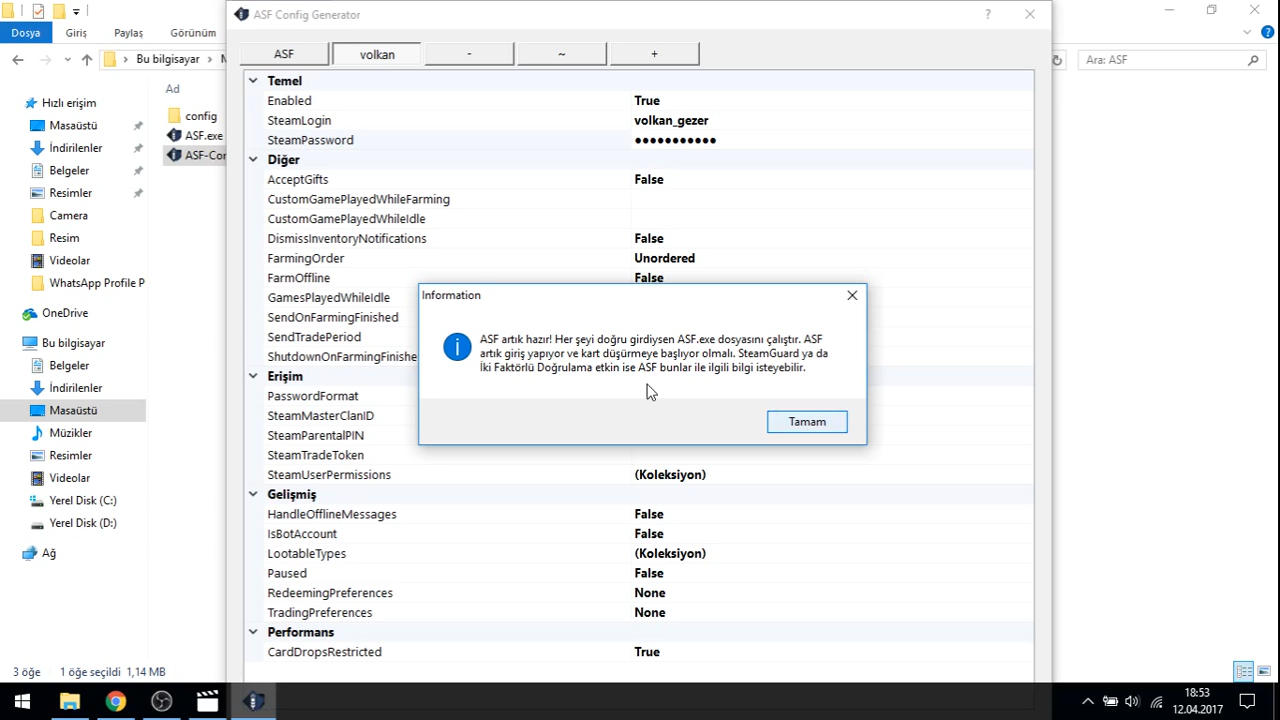 ASF Config Generator
?
Dosya
Giriş
Paylaş
Görünüm
Bu bilgisayar
Ara: ASF
ASF
volkan
-
~
+
Hızlı erişim
Masaüstü
İndirilenler
Belgeler
Resimler
Camera
Resim
Videolar
WhatsApp Profile P
OneDrive
Bu bilgisayar
Belgeler
İndirilenler
Masaüstü
Müzikler
Resimler
Videolar
Yerel Disk (C:)
Yerel Disk (D:)
Ağ
Ad
config
ASF.exe
ASF-Con
Temel
Enabled True
SteamLogin volkan_gezer
SteamPassword ●●●●●●●●●●●
Diğer
AcceptGifts False
CustomGamePlayedWhileFarming
CustomGamePlayedWhileIdle
DismissInventoryNotifications False
FarmingOrder Unordered
FarmOffline False
GamesPlayedWhileIdle
SendOnFarmingFinished
SendTradePeriod
ShutdownOnFarmingFinishe
Erişim
PasswordFormat
SteamMasterClanID
SteamParentalPIN
SteamTradeToken
SteamUserPermissions (Koleksiyon)
Gelişmiş
HandleOfflineMessages False
IsBotAccount False
LootableTypes (Koleksiyon)
Paused False
RedeemingPreferences None
TradingPreferences None
Performans
CardDropsRestricted True
Information
ASF artık hazır! Her şeyi doğru girdiysen ASF.exe dosyasını çalıştır. ASF
artık giriş yapıyor ve kart düşürmeye başlıyor olmalı. SteamGuard ya da
İki Faktörlü Doğrulama etkin ise ASF bunlar ile ilgili bilgi isteyebilir.
Tamam
3 öğe 1 öğe seçildi 1,14 MB
18:53
12.04.2017